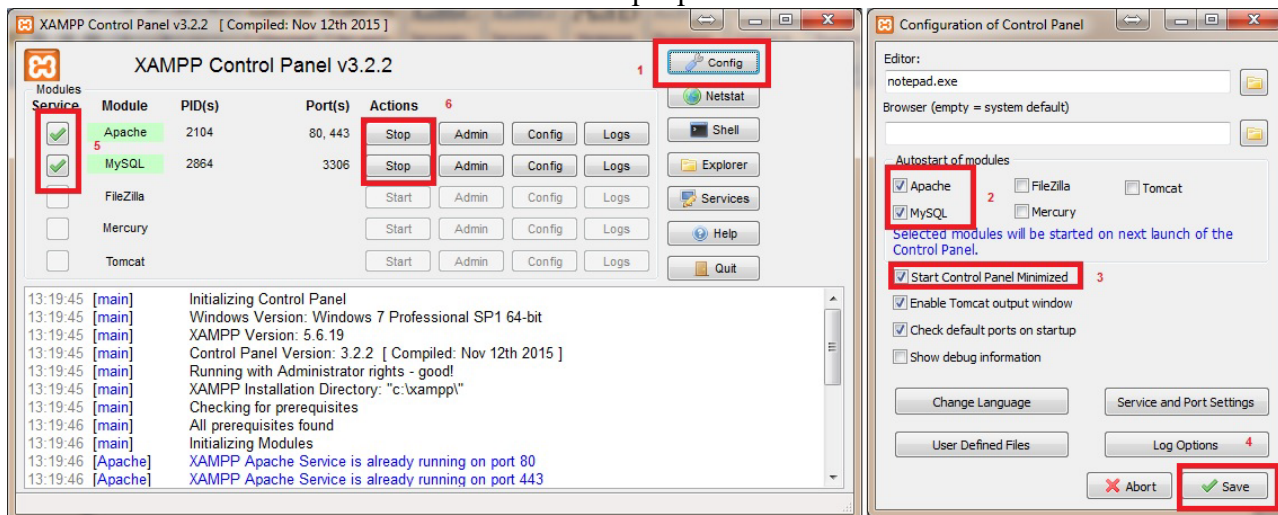 XAMPP Control Panel v3.2.2 [ Compiled: Nov 12th 2015 ]
XAMPP Control Panel v3.2.2
1
Config
Modules
Service Module PID(s) Port(s) Actions 6
Netstat
Apache 2104 80, 443 Stop Admin Config Logs
Shell
5
MySQL 2864 3306 Stop Admin Config Logs
Explorer
FileZilla Start Admin Config Logs
Services
Mercury Start Admin Config Logs
Help
Tomcat Start Admin Config Logs
Quit
13:19:45 [main] Initializing Control Panel
13:19:45 [main] Windows Version: Windows 7 Professional SP1 64-bit
13:19:45 [main] XAMPP Version: 5.6.19
13:19:45 [main] Control Panel Version: 3.2.2 [ Compiled: Nov 12th 2015 ]
13:19:45 [main] Running with Administrator rights - good!
13:19:45 [main] XAMPP Installation Directory: "c:\xampp\"
13:19:45 [main] Checking for prerequisites
13:19:46 [main] All prerequisites found
13:19:46 [main] Initializing Modules
13:19:46 [Apache] XAMPP Apache Service is already running on port 80
13:19:46 [Apache] XAMPP Apache Service is already running on port 443
Configuration of Control Panel
Editor:
notepad.exe
Browser (empty = system default)
Autostart of modules
Apache FileZilla Tomcat
2
MySQL Mercury
Selected modules will be started on next launch of the
Control Panel.
Start Control Panel Minimized 3
Enable Tomcat output window
Check default ports on startup
Show debug information
Change Language Service and Port Settings
User Defined Files Log Options 4
Abort Save